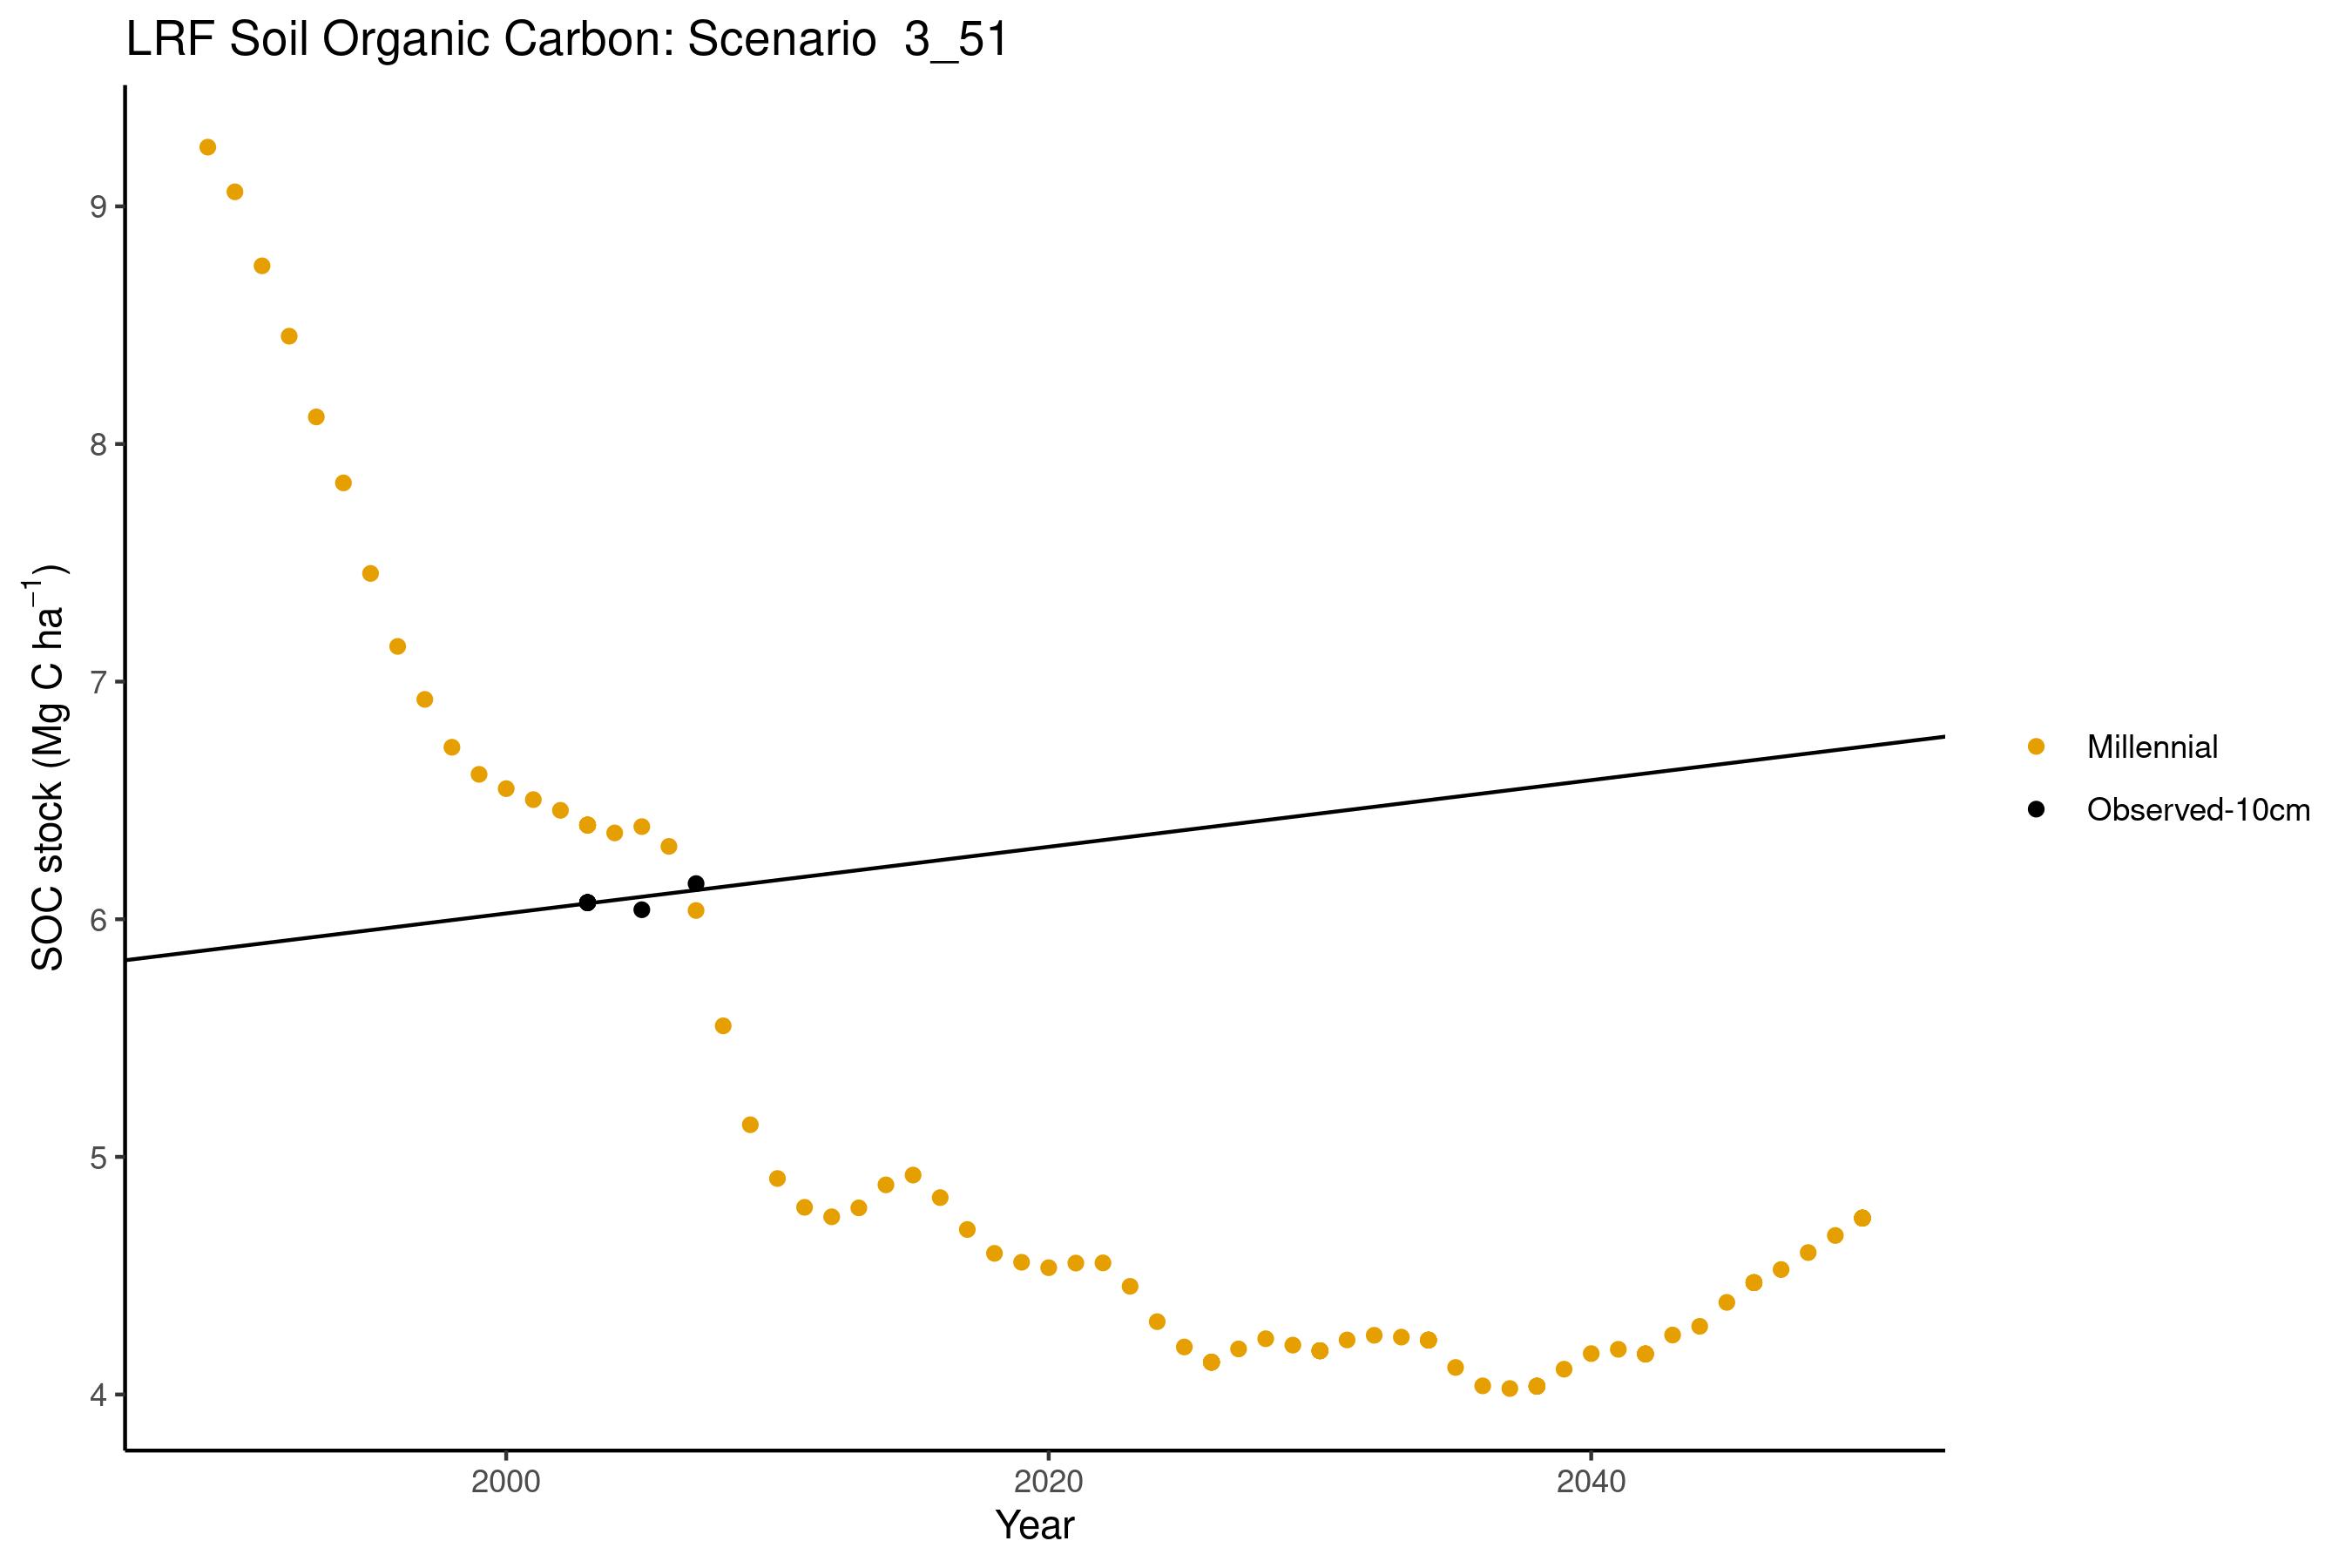 LRF Soil Organic Carbon: Scenario  3_51
SOC stock (Mg C ha⁻¹)
9
8
7
6
5
4
2000
2020
2040
Year
Millennial
Observed-10cm